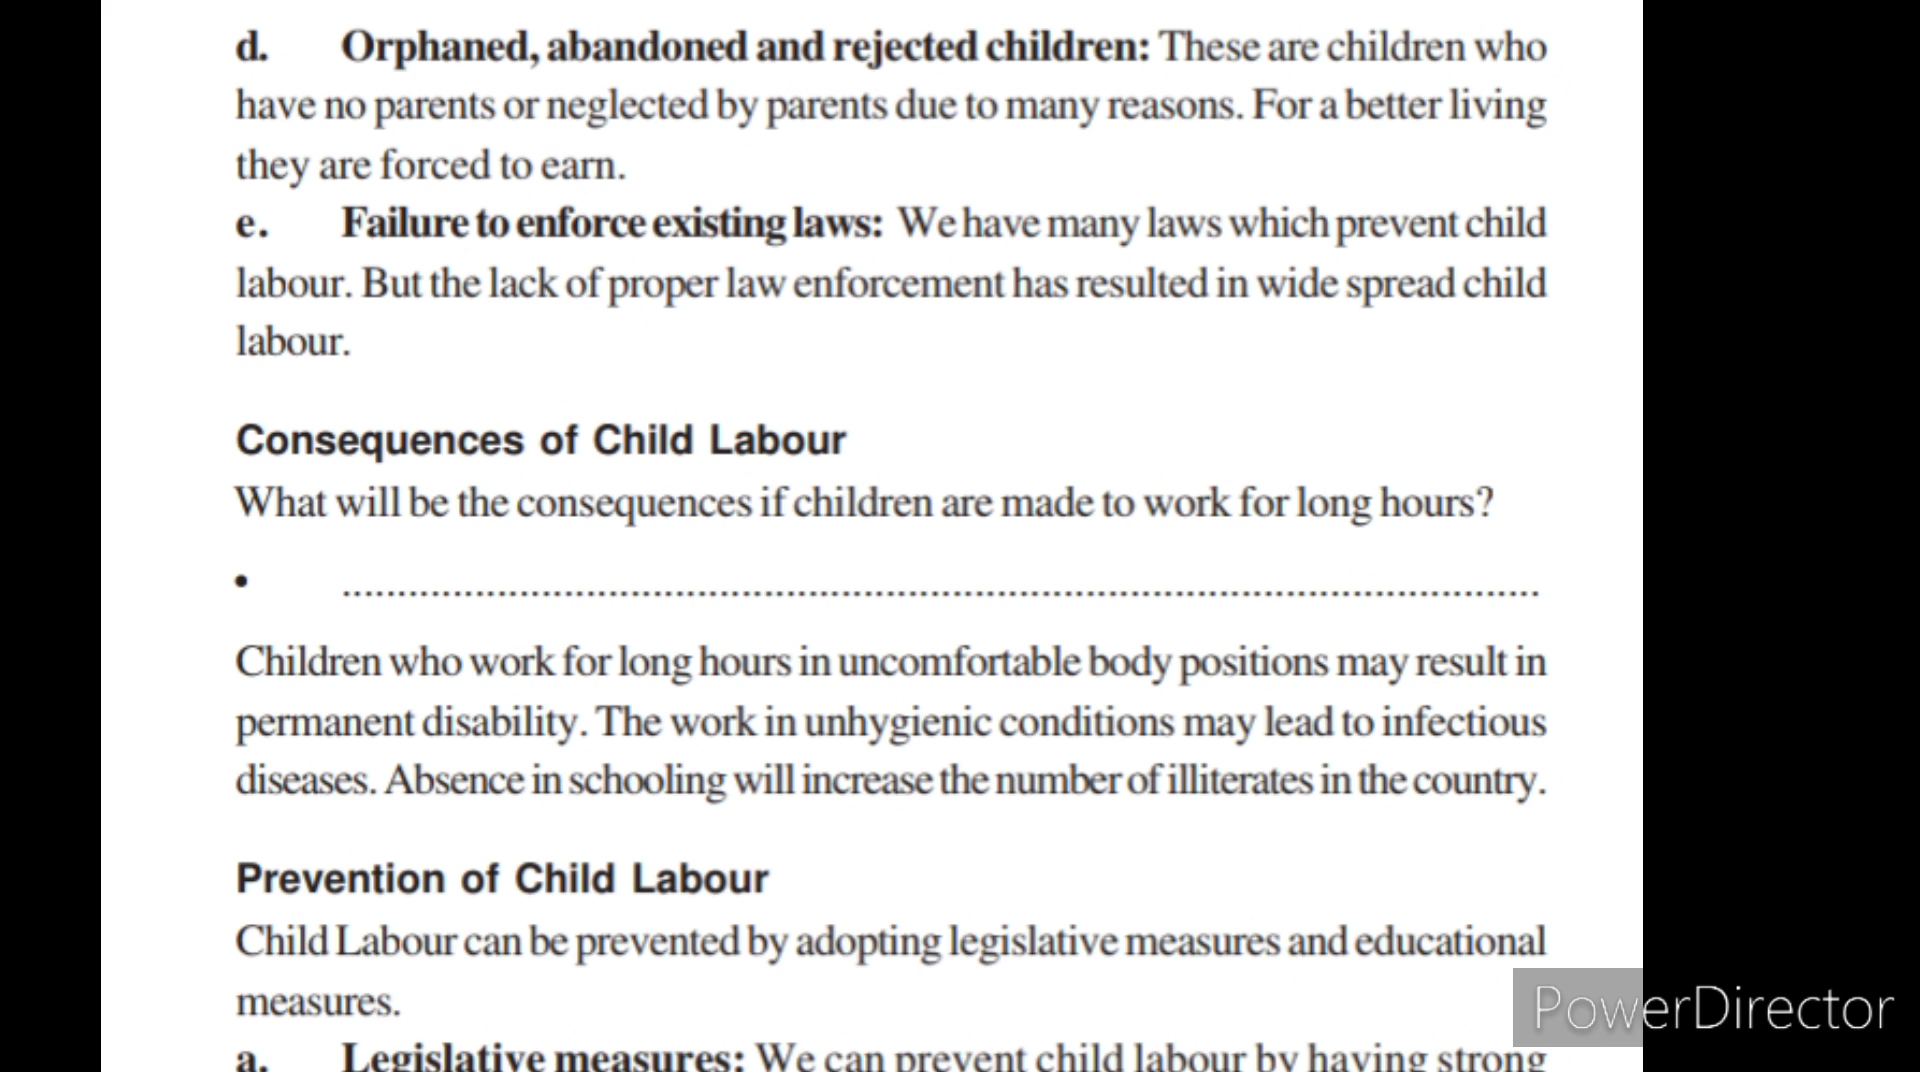 d. Orphaned, abandoned and rejected children: These are children who
have no parents or neglected by parents due to many reasons. For a better living
they are forced to earn.
e. Failure to enforce existing laws: We have many laws which prevent child
labour. But the lack of proper law enforcement has resulted in wide spread child
labour.
Consequences of Child Labour
What will be the consequences if children are made to work for long hours?
• ..............................................................................................................
Children who work for long hours in uncomfortable body positions may result in
permanent disability. The work in unhygienic conditions may lead to infectious
diseases. Absence in schooling will increase the number of illiterates in the country.
Prevention of Child Labour
Child Labour can be prevented by adopting legislative measures and educational
measures.
a. Legislative measures: We can prevent child labour by having strong
PowerDirector